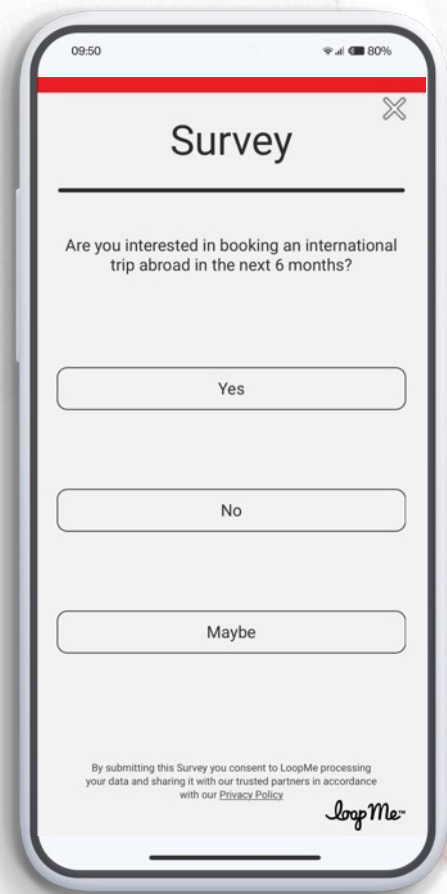 09:50 80%
Survey
Are you interested in booking an international
trip abroad in the next 6 months?
Yes
No
Maybe
By submitting this Survey you consent to LoopMe processing
your data and sharing it with our trusted partners in accordance
with our Privacy Policy
loopMe™